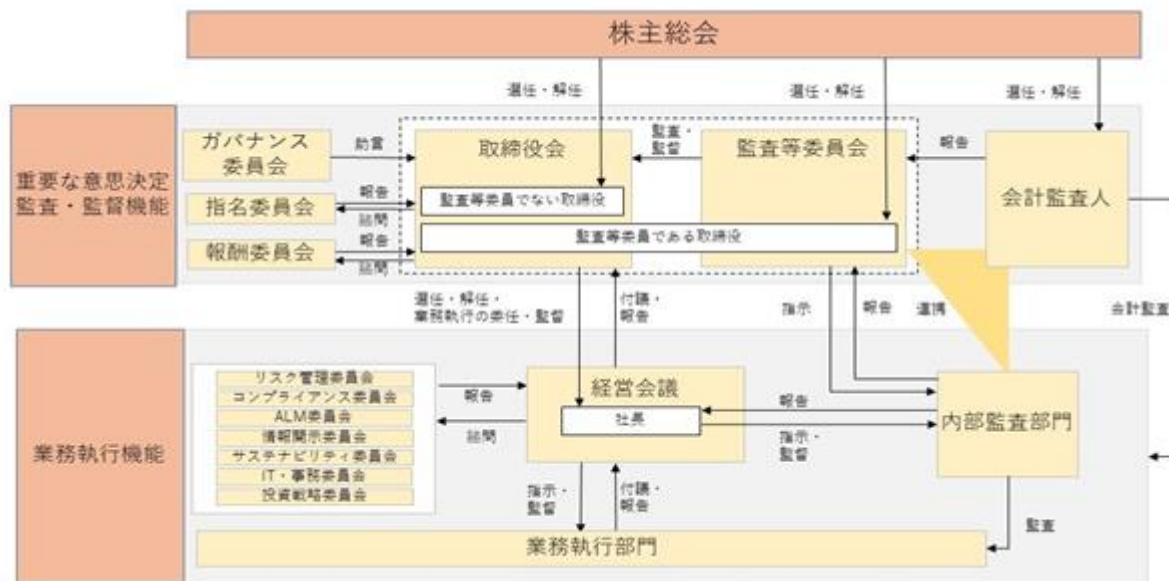 株主総会
選任・解任
選任・解任
選任・解任
重要な意思決定
監査・監督機能
ガバナンス
委員会
助言
取締役会
監査・
監督
監査等委員会
報告
会計監査人
指名委員会
報告
諮問
監査等委員でない取締役
報酬委員会
報告
諮問
監査等委員である取締役
選任・解任・
業務執行の委任・監督
付議・
報告
指示
報告
連携
会計監査
業務執行機能
リスク管理委員会
コンプライアンス委員会
ALM委員会
情報開示委員会
サステナビリティ委員会
IT・事務委員会
投資戦略委員会
報告
諮問
経営会議
社長
報告
指示・
監督
内部監査部門
指示・
監督
付議・
報告
監査
業務執行部門